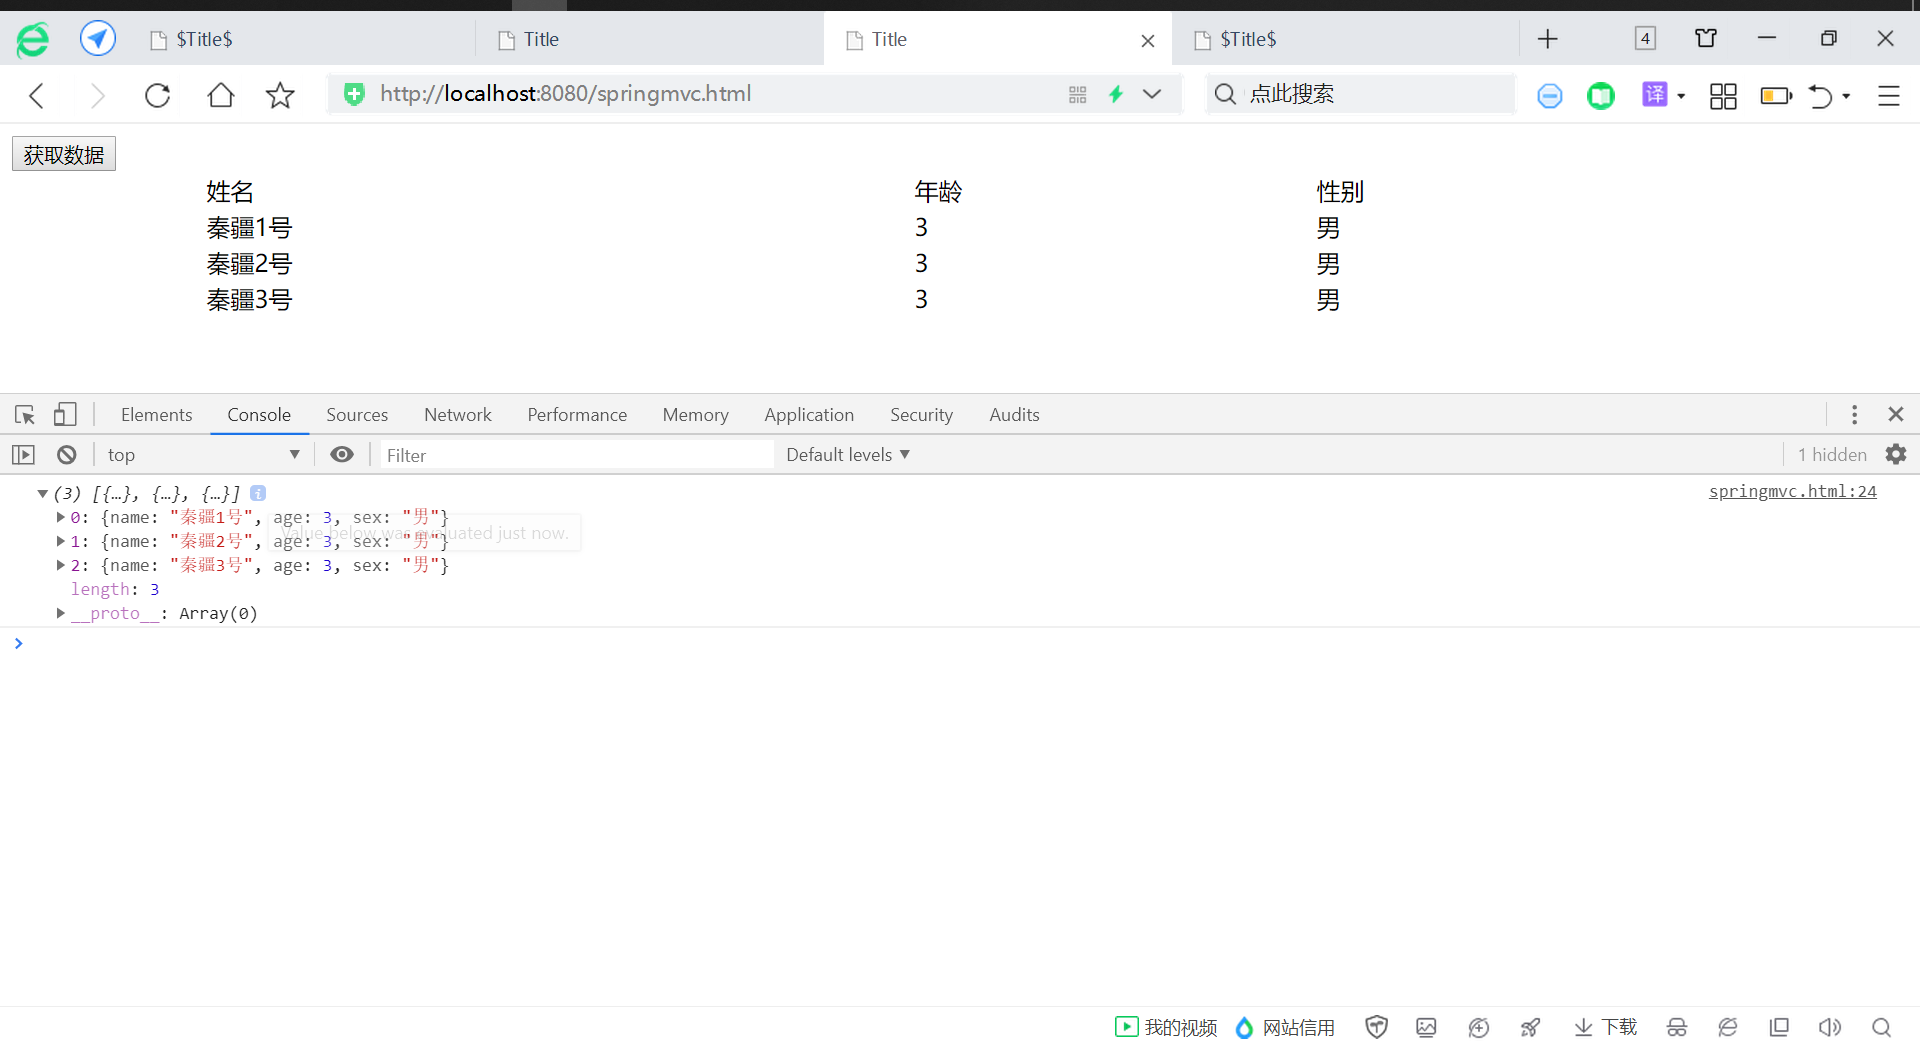 $Title$
Title
Title
$Title$
4
http://localhost:8080/springmvc.html
点此搜索
译
获取数据
姓名 年龄 性别
秦疆1号 3 男
秦疆2号 3 男
秦疆3号 3 男
Elements Console Sources Network Performance Memory Application Security Audits
top Filter Default levels 1 hidden
(3) [{…}, {…}, {…}] i springmvc.html:24
0: {name: "秦疆1号", age: 3, sex: "男"}
Value below was evaluated just now.
1: {name: "秦疆2号", age: 3, sex: "男"}
2: {name: "秦疆3号", age: 3, sex: "男"}
length: 3
__proto__: Array(0)
我的视频 网站信用 下载